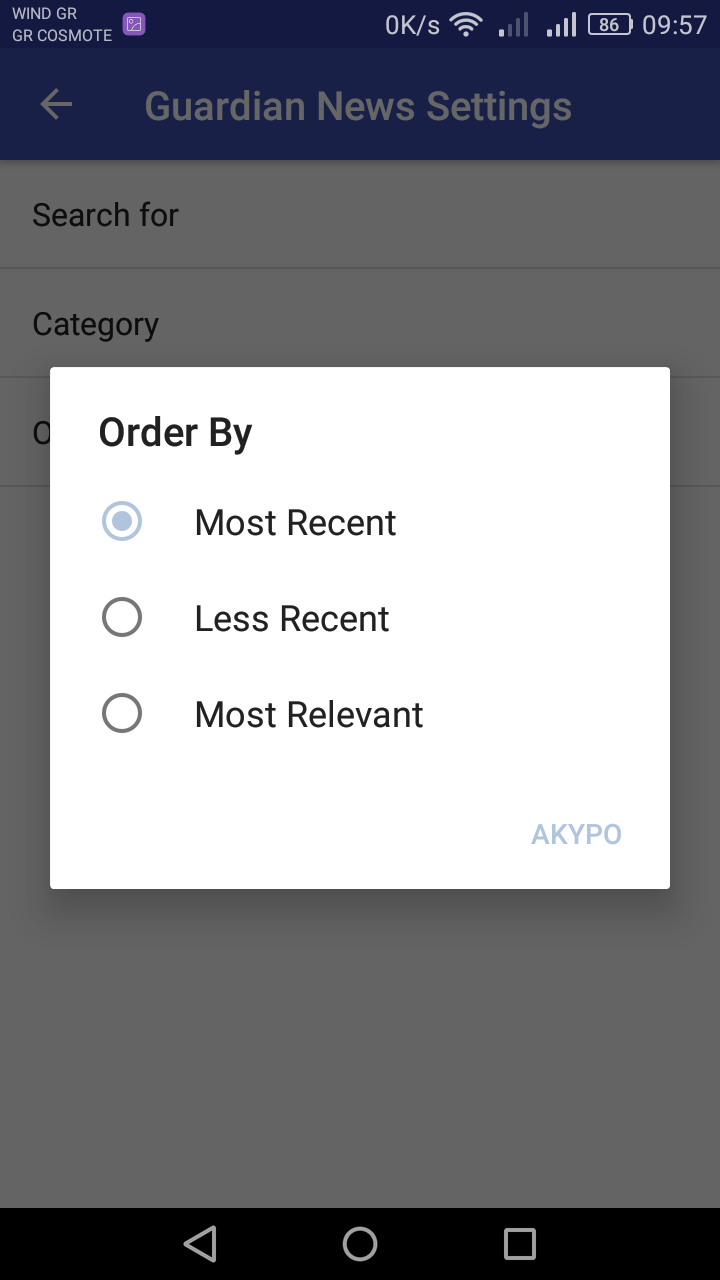 WIND GR
GR COSMOTE
0K/s 86 09:57
Guardian News Settings
Search for
Category
O
Order By
Most Recent
Less Recent
Most Relevant
ΑΚΥΡΟ